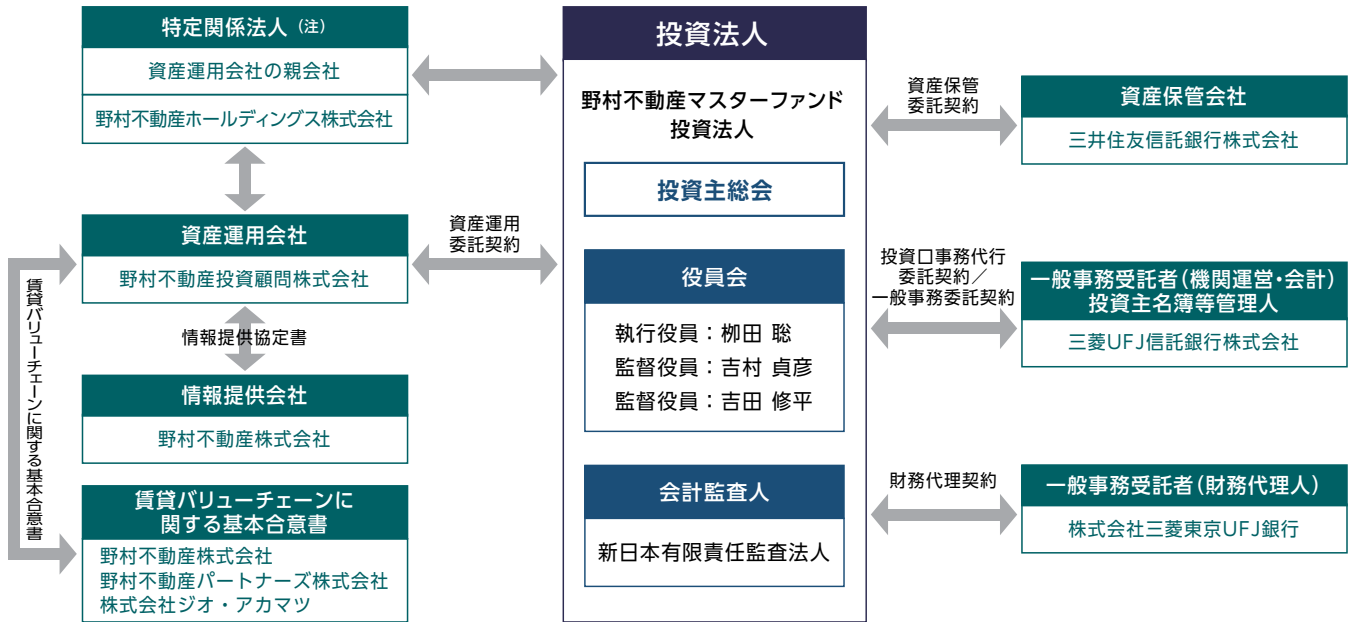 特定関係法人（注）
資産運用会社の親会社
野村不動産ホールディングス株式会社
資産運用会社
野村不動産投資顧問株式会社
情報提供協定書
情報提供会社
野村不動産株式会社
賃貸バリューチェーンに関する基本合意書
賃貸バリューチェーンに
関する基本合意書
野村不動産株式会社
野村不動産パートナーズ株式会社
株式会社ジオ・アカマツ
資産運用
委託契約
投資法人
野村不動産マスターファンド
投資法人
投資主総会
役員会
執行役員：栁田 聡
監督役員：吉村 貞彦
監督役員：吉田 修平
会計監査人
新日本有限責任監査法人
資産保管
委託契約
資産保管会社
三井住友信託銀行株式会社
投資口事務代行
委託契約／
一般事務委託契約
一般事務受託者（機関運営・会計）
投資主名簿等管理人
三菱UFJ信託銀行株式会社
財務代理契約
一般事務受託者（財務代理人）
株式会社三菱東京UFJ銀行